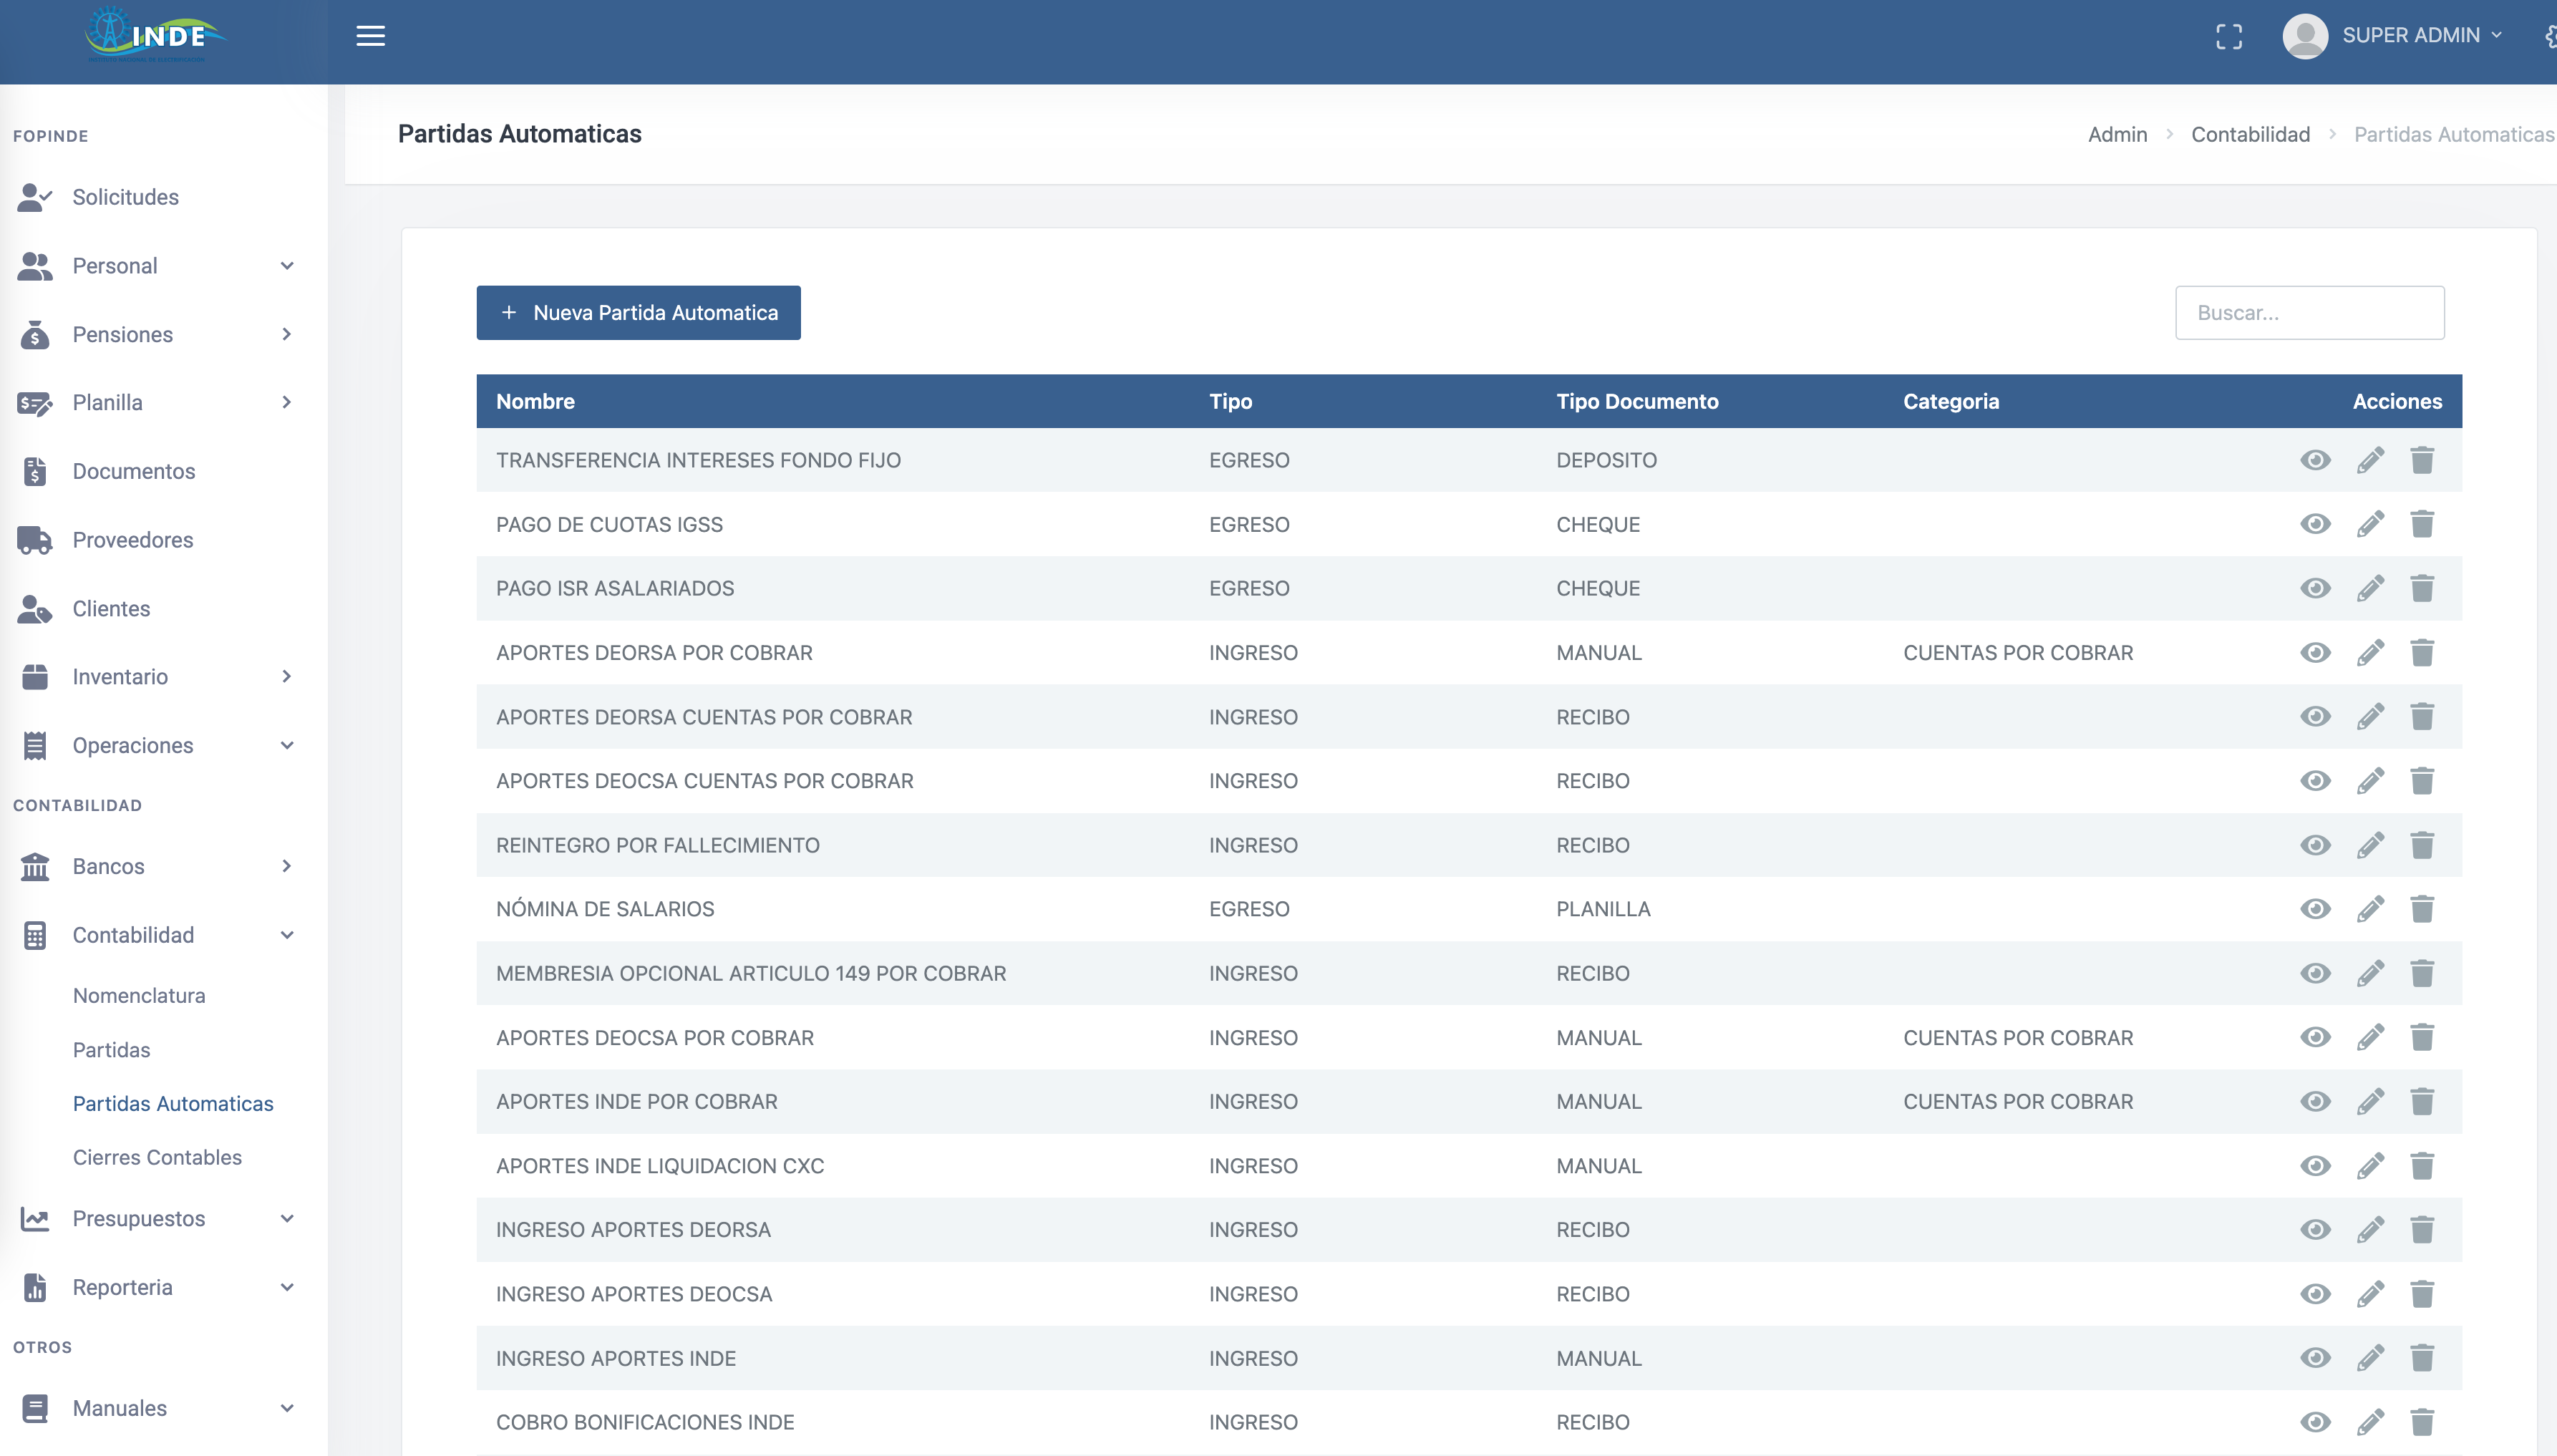 INDE
SUPER ADMIN
FOPINDE
Solicitudes
Personal
Pensiones
Planilla
Documentos
Proveedores
Clientes
Inventario
Operaciones
CONTABILIDAD
Bancos
Contabilidad
Nomenclatura
Partidas
Partidas Automaticas
Cierres Contables
Presupuestos
Reporteria
OTROS
Manuales
Partidas Automaticas
Admin > Contabilidad > Partidas Automaticas
+ Nueva Partida Automatica
Buscar...
Nombre Tipo Tipo Documento Categoria Acciones
TRANSFERENCIA INTERESES FONDO FIJO EGRESO DEPOSITO
PAGO DE CUOTAS IGSS EGRESO CHEQUE
PAGO ISR ASALARIADOS EGRESO CHEQUE
APORTES DEORSA POR COBRAR INGRESO MANUAL CUENTAS POR COBRAR
APORTES DEORSA CUENTAS POR COBRAR INGRESO RECIBO
APORTES DEOCSA CUENTAS POR COBRAR INGRESO RECIBO
REINTEGRO POR FALLECIMIENTO INGRESO RECIBO
NÓMINA DE SALARIOS EGRESO PLANILLA
MEMBRESIA OPCIONAL ARTICULO 149 POR COBRAR INGRESO RECIBO
APORTES DEOCSA POR COBRAR INGRESO MANUAL CUENTAS POR COBRAR
APORTES INDE POR COBRAR INGRESO MANUAL CUENTAS POR COBRAR
APORTES INDE LIQUIDACION CXC INGRESO MANUAL
INGRESO APORTES DEORSA INGRESO RECIBO
INGRESO APORTES DEOCSA INGRESO RECIBO
INGRESO APORTES INDE INGRESO MANUAL
COBRO BONIFICACIONES INDE INGRESO RECIBO